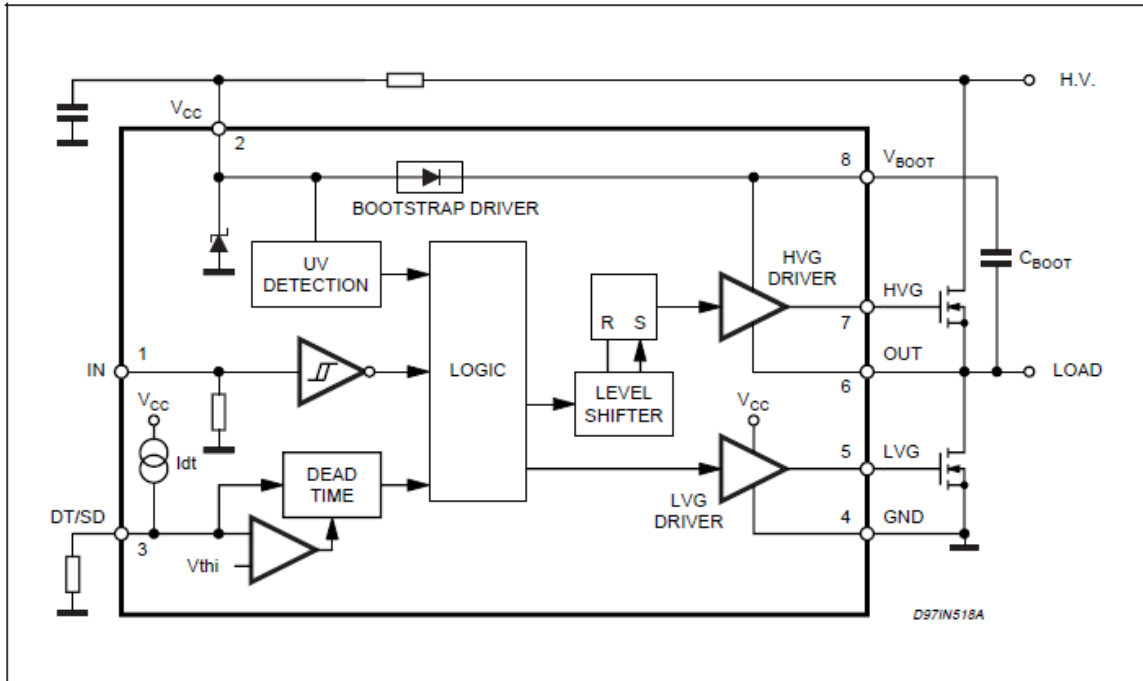 H.V.
VCC
2
8
VBOOT
BOOTSTRAP DRIVER
UV
DETECTION
HVG
DRIVER
CBOOT
R S
HVG
7
IN
1
LOGIC
OUT
6
LOAD
LEVEL
SHIFTER
VCC
VCC
Idt
DEAD
TIME
5
LVG
LVG
DRIVER
DT/SD
3
Vthi
4
GND
D97IN518A